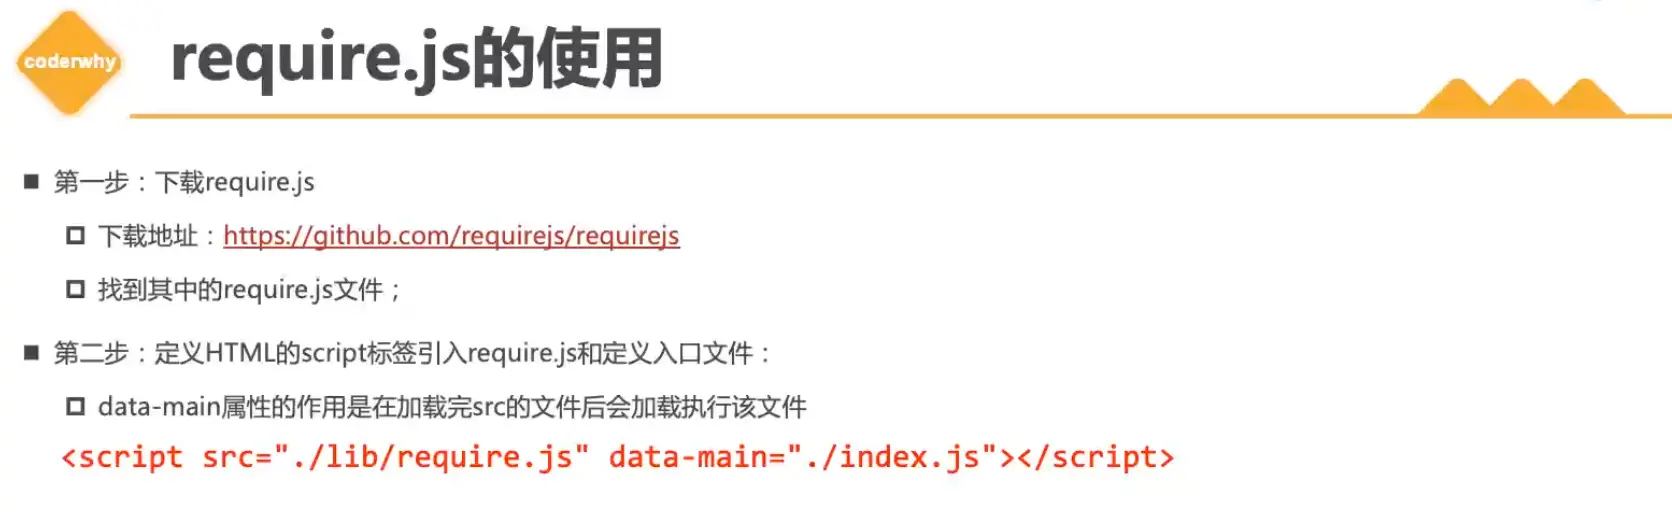 coderwhy
require.js的使用
第一步：下载require.js
下载地址：https://github.com/requirejs/requirejs
找到其中的require.js文件；
第二步：定义HTML的script标签引入require.js和定义入口文件：
data-main属性的作用是在加载完src的文件后会加载执行该文件
<script src="./lib/require.js" data-main="./index.js"></script>